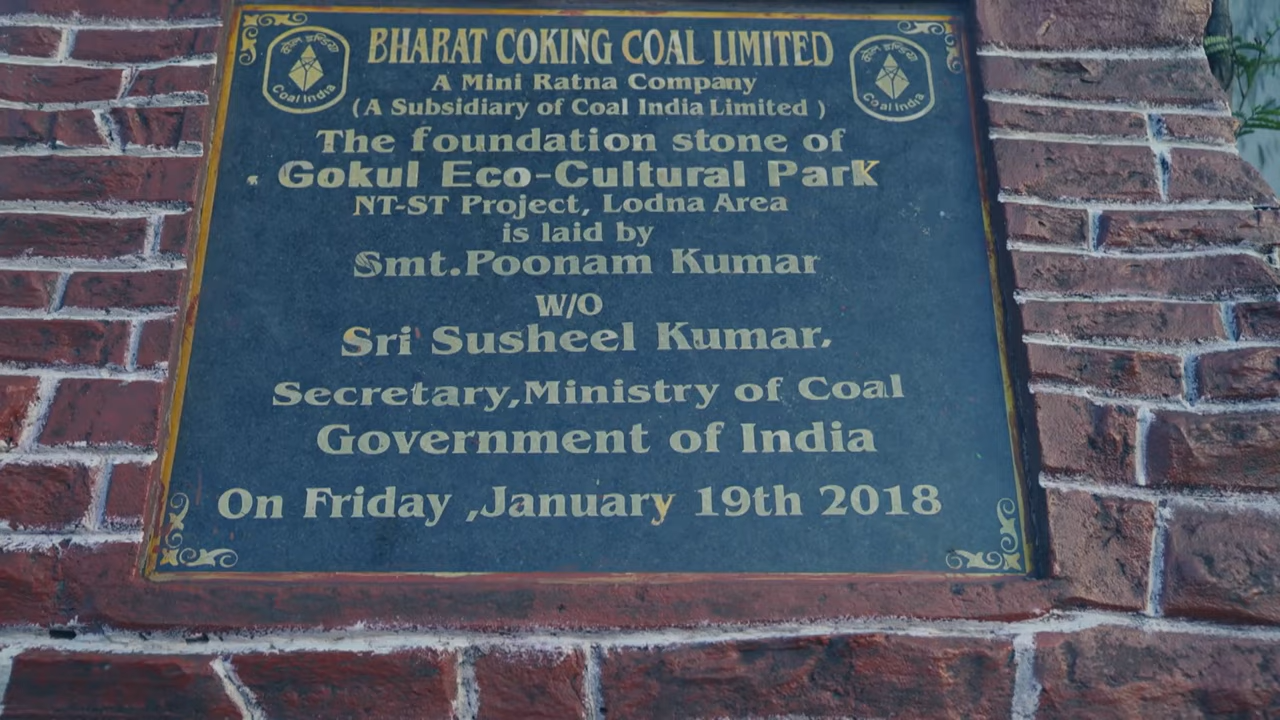 कोल इण्डिया
Coal India
BHARAT COKING COAL LIMITED
कोल इण्डिया
Coal India
A Mini Ratna Company
(A Subsidiary of Coal India Limited )
The foundation stone of
Gokul Eco-Cultural Park
NT-ST Project, Lodna Area
is laid by
Smt.Poonam Kumar
W/O
Sri Susheel Kumar,
Secretary,Ministry of Coal
Government of India
On Friday ,January 19th 2018